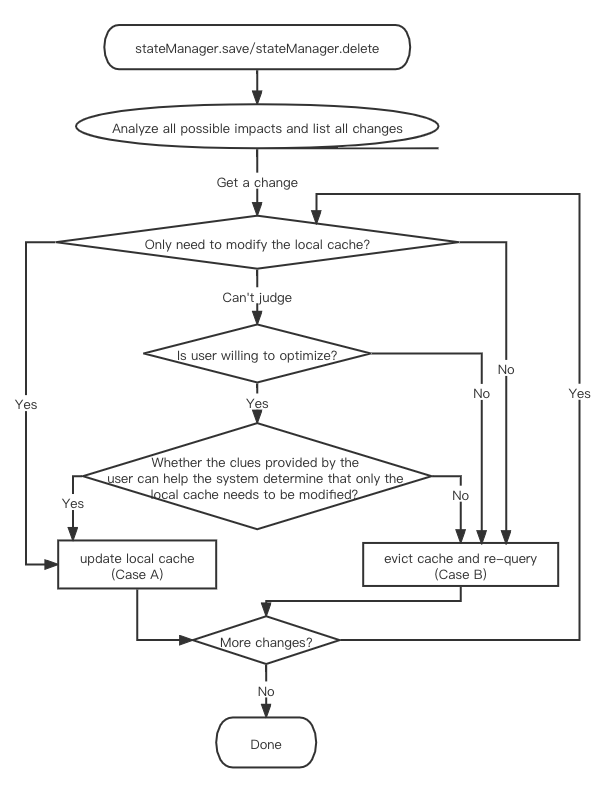 stateManager.save/stateManager.delete
Analyze all possible impacts and list all changes
Get a change
Only need to modify the local cache?
Can't judge
Is user willing to optimize?
No
No
Yes
Yes
Yes
Whether the clues provided by the
user can help the system determine that only the
local cache needs to be modified?
Yes
No
update local cache
(Case A)
evict cache and re-query
(Case B)
More changes?
No
Done